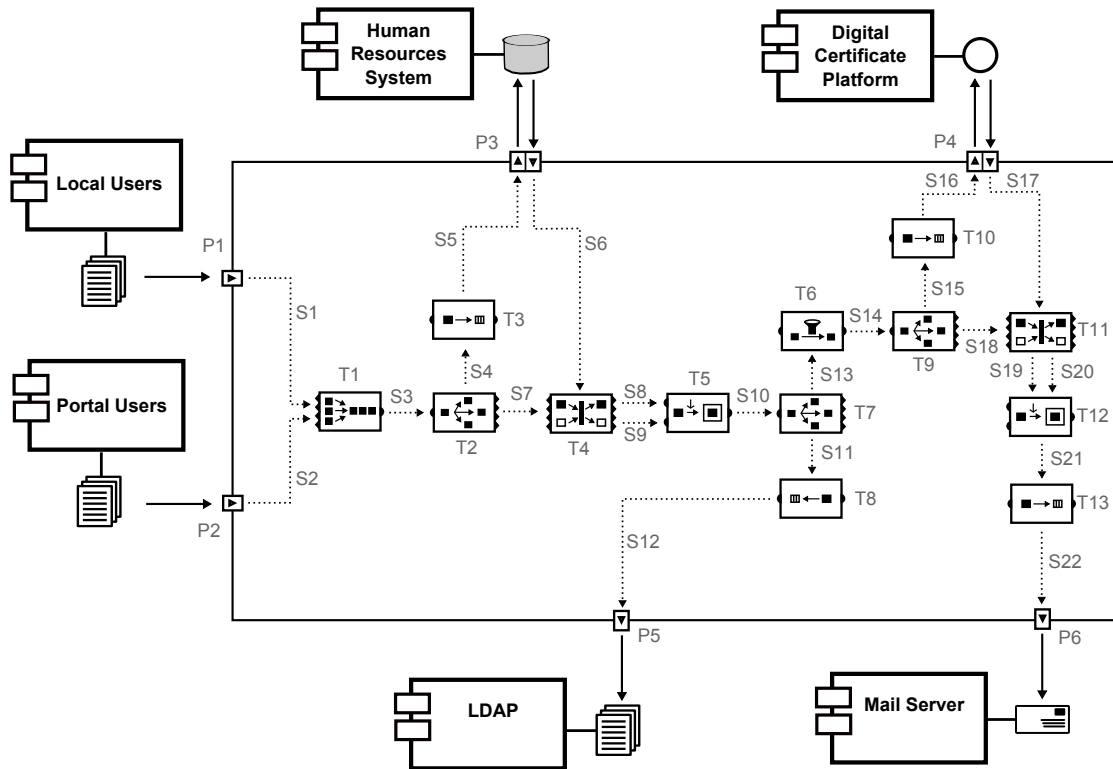 Human
Resources
System
Digital
Certificate
Platform
P3
P4
Local Users
S16
S17
P1
S5
S6
T10
S1
T3
T6
S15
S14
T11
T1
S4
S18
T9
S3
S7
S8
T5
S10
S13
S19
S20
Portal Users
T7
T12
S9
T2
T4
S11
S2
S21
T8
T13
P2
S12
S22
P5
P6
LDAP
Mail Server